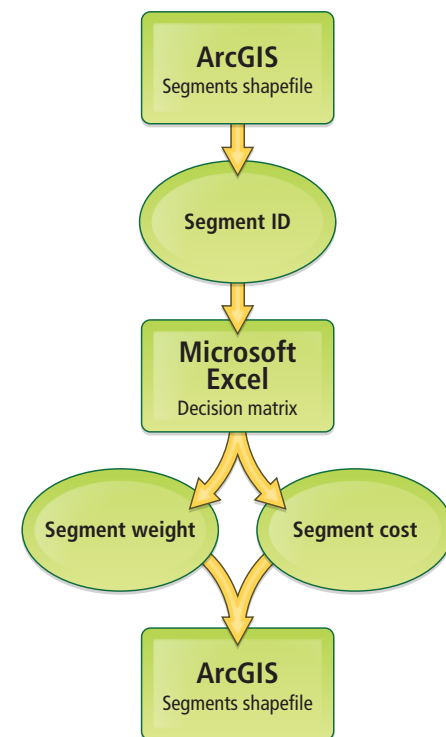 ArcGIS
Segments shapefile
Segment ID
Microsoft
Excel
Decision matrix
Segment weight
Segment cost
ArcGIS
Segments shapefile